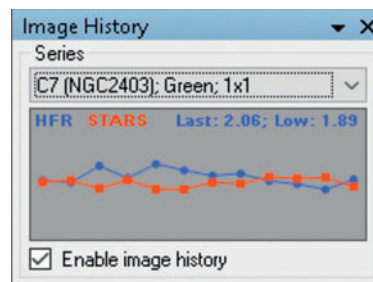 Image History
Series
C7 (NGC2403); Green; 1x1
HFR STARS Last: 2.06; Low: 1.89
Enable image history